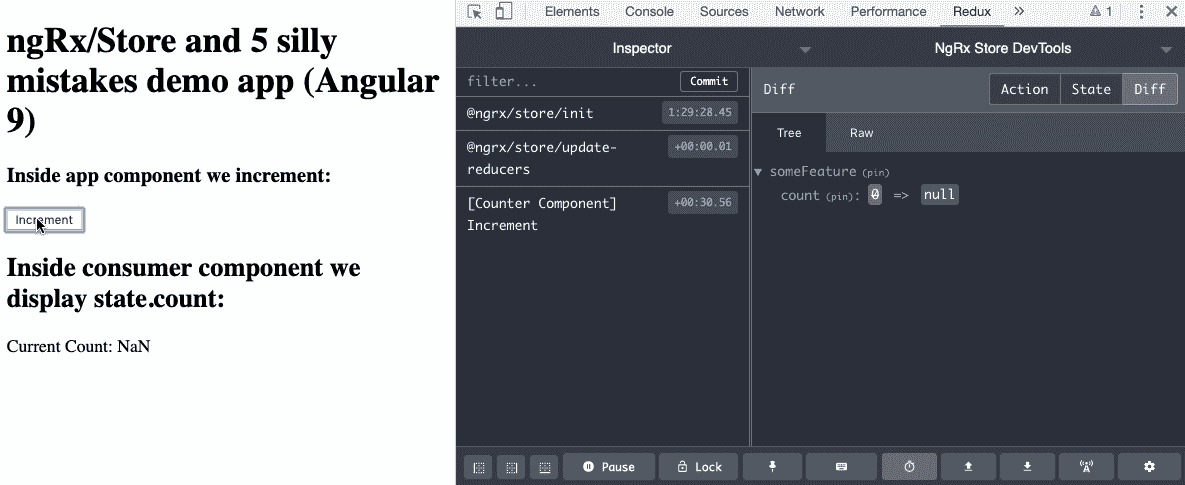 ngRx/Store and 5 silly
mistakes demo app (Angular
9)
Inside app component we increment:
Increment
Inside consumer component we
display state.count:
Current Count: NaN
Elements Console Sources Network Performance Redux » 1
Inspector
NgRx Store DevTools
filter... Commit
@ngrx/store/init 1:29:28.45
@ngrx/store/update- +00:00.01
reducers
[Counter Component] +00:30.56
Increment
Diff Action State Diff
Tree Raw
someFeature (pin)
count (pin): 0 => null
Pause Lock